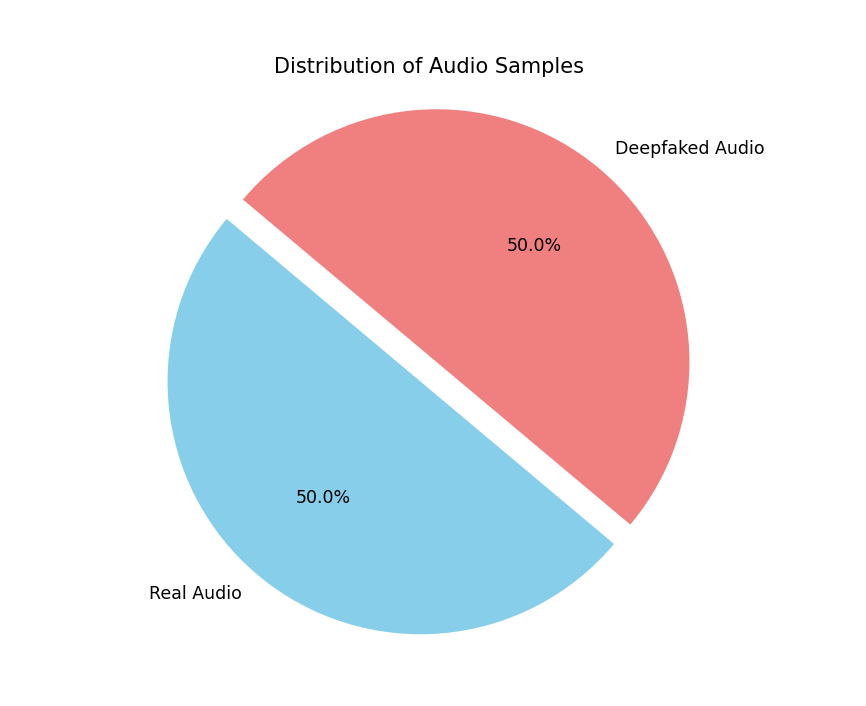 Distribution of Audio Samples
Deepfaked Audio
50.0%
50.0%
Real Audio